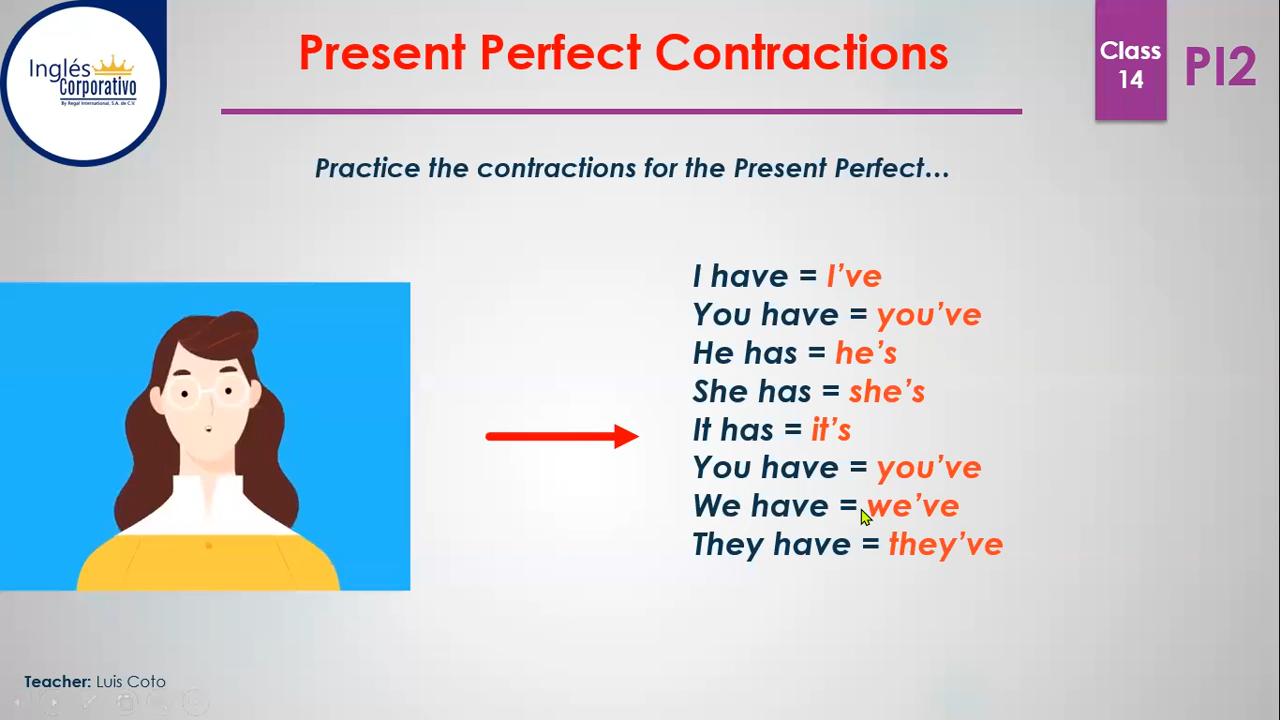 Inglés
Corporativo
By Regal International, S.A. de C.V.
Present Perfect Contractions
Class
14
PI2
Practice the contractions for the Present Perfect...
I have = I've
You have = you've
He has = he's
She has = she's
It has = it's
You have = you've
We have = we've
They have = they've
Teacher: Luis Coto